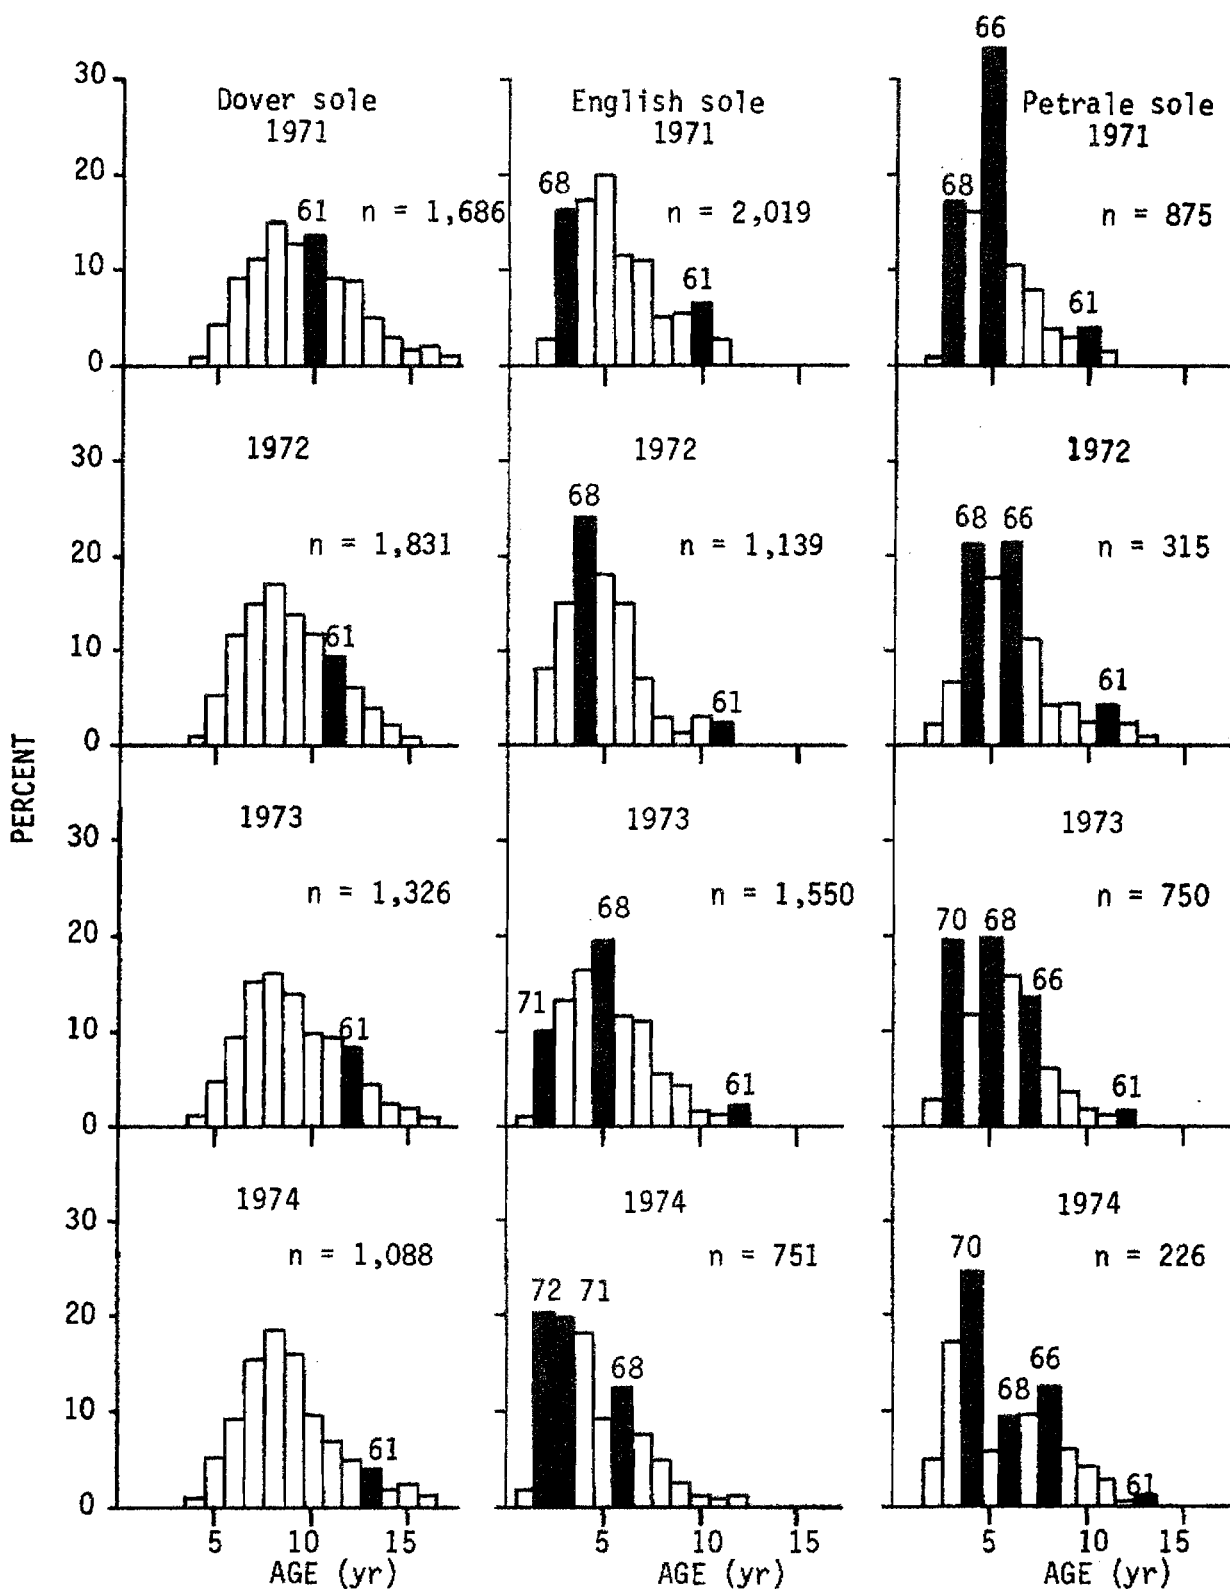 PERCENT
Dover sole
1971
n = 1,686
61
30
20
10
0
English sole
1971
n = 2,019
68
61
Petrale sole
1971
n = 875
66
68
61
1972
n = 1,831
61
30
20
10
0
1972
n = 1,139
68
61
1972
n = 315
68 66
61
1973
n = 1,326
61
30
20
10
0
1973
n = 1,550
68
71
61
1973
n = 750
70 68
66
61
1974
n = 1,088
61
30
20
10
0
5 10 15
AGE (yr)
1974
n = 751
72 71
68
5 10 15
AGE (yr)
1974
n = 226
70
66
68
61
5 10 15
AGE (yr)